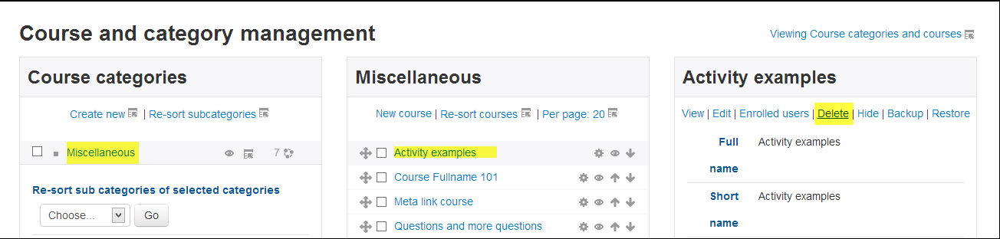 Course and category management
Viewing Course categories and courses
Course categories
Create new | Re-sort subcategories
Miscellaneous 7
Re-sort sub categories of selected categories
Choose... Go
Miscellaneous
New course | Re-sort courses | Per page: 20
Activity examples
Course Fullname 101
Meta link course
Questions and more questions
Activity examples
View | Edit | Enrolled users | Delete | Hide | Backup | Restore
Full Activity examples
name
Short Activity examples
name